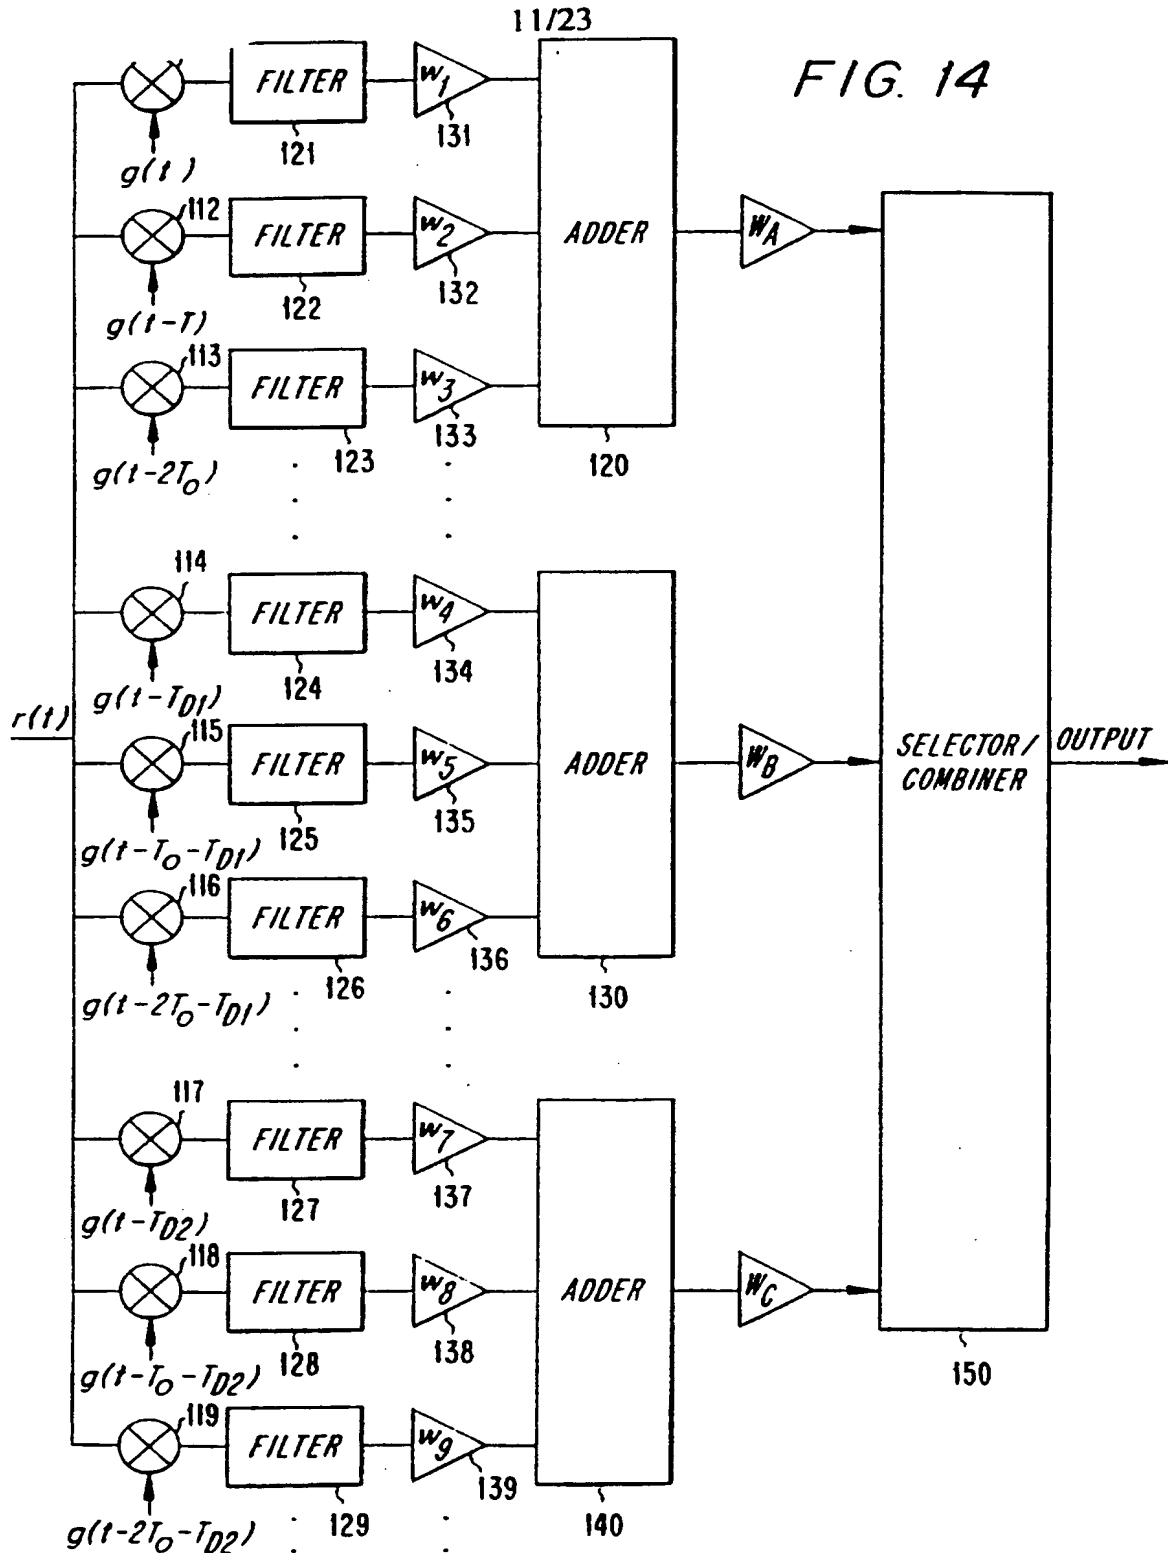 11/23
FIG. 14
FILTER
w1
121
131
g(t)
112
FILTER
w2
ADDER
WA
122
132
g(t-T)
113
FILTER
w3
123
133
120
g(t-2To)
114
FILTER
w4
124
134
g(t-TD1)
r(t)
115
FILTER
w5
ADDER
WB
SELECTOR/
COMBINER
OUTPUT
125
135
g(t-To-TD1)
116
FILTER
w6
126
136
130
g(t-2To-TD1)
117
FILTER
w7
127
137
g(t-TD2)
118
FILTER
w8
ADDER
WC
128
138
150
g(t-To-TD2)
119
FILTER
w9
129
139
140
g(t-2To-TD2)